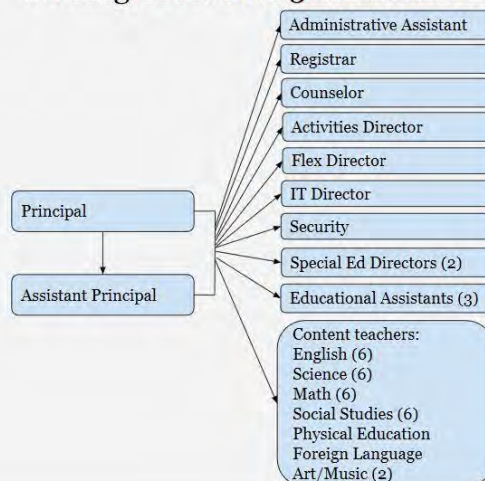 Administrative Assistant
Registrar
Counselor
Activities Director
Flex Director
IT Director
Principal
Security
Special Ed Directors (2)
Assistant Principal
Educational Assistants (3)
Content teachers:
English (6)
Science (6)
Math (6)
Social Studies (6)
Physical Education
Foreign Language
Art/Music (2)